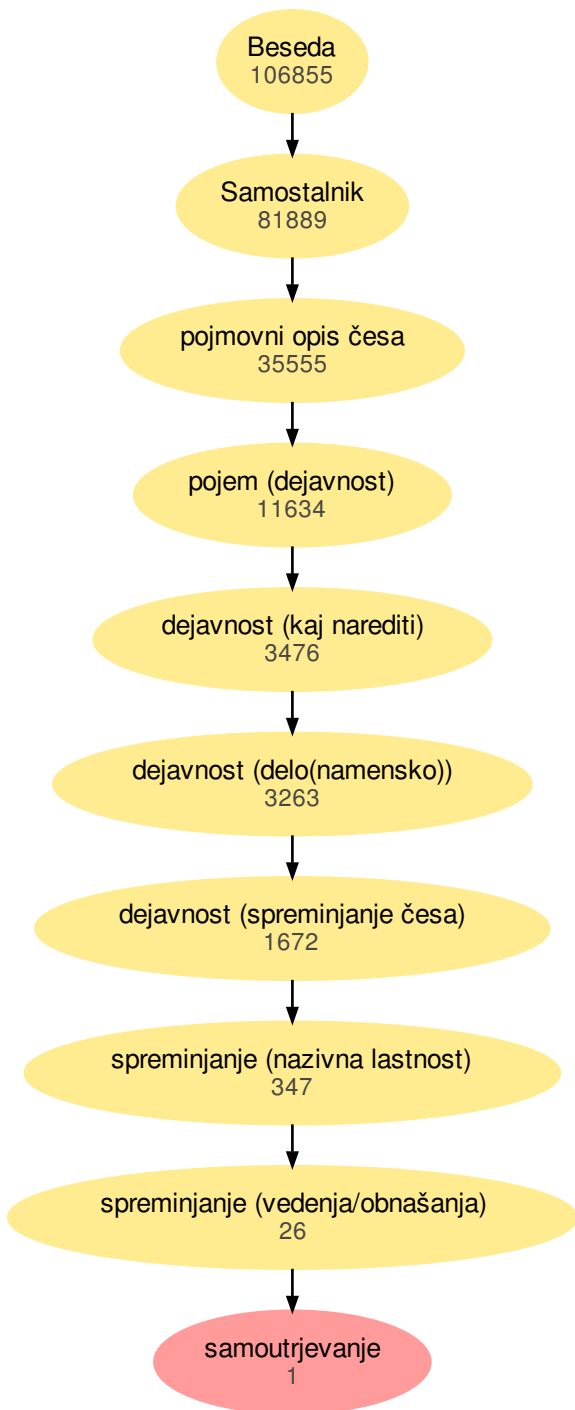 Beseda
106855
Samostalnik
81889
pojmovni opis česa
35555
pojem (dejavnost)
11634
dejavnost (kaj narediti)
3476
dejavnost (delo(namensko))
3263
dejavnost (spreminjanje česa)
1672
spreminjanje (nazivna lastnost)
347
spreminjanje (vedenja/obnašanja)
26
samoutrjevanje
1